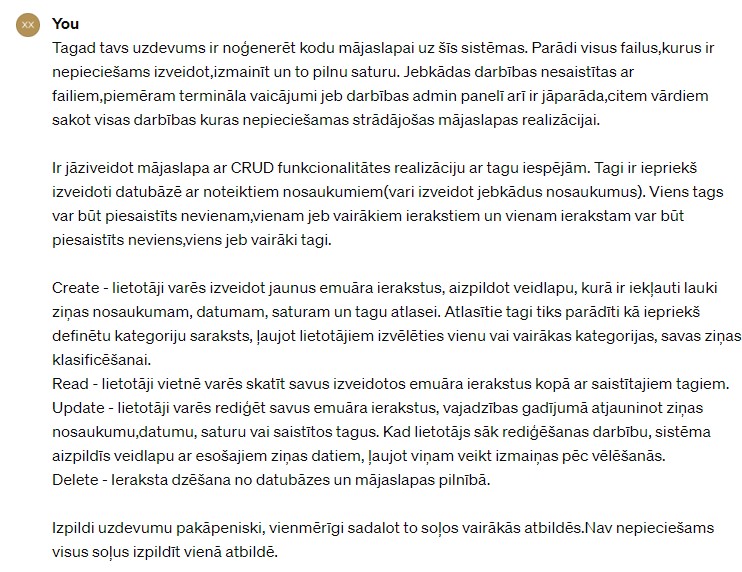 XX You
Tagad tavs uzdevums ir noģenerēt kodu mājaslapai uz šīs sistēmas. Parādi visus failus,kurus ir
nepieciešams izveidot,izmainīt un to pilnu saturu. Jebkādas darbības nesaistītas ar
failiem,piemēram termināla vaicājumi jeb darbības admin panelī arī ir jāparāda,citem vārdiem
sakot visas darbības kuras nepieciešamas strādājošas mājaslapas realizācijai.
Ir jāziveidot mājaslapa ar CRUD funkcionalitātes realizāciju ar tagu iespējām. Tagi ir iepriekš
izveidoti datubāzē ar noteiktiem nosaukumiem(vari izveidot jebkādus nosaukumus). Viens tags
var būt piesaistīts nevienam,vienam jeb vairākiem ierakstiem un vienam ierakstam var būt
piesaistīts neviens,viens jeb vairāki tagi.
Create - lietotāji varēs izveidot jaunus emuāra ierakstus, aizpildot veidlapu, kurā ir iekļauti lauki
ziņas nosaukumam, datumam, saturam un tagu atlasei. Atlasītie tagi tiks parādīti kā iepriekš
definētu kategoriju saraksts, ļaujot lietotājiem izvēlēties vienu vai vairākas kategorijas, savas ziņas
klasificēšanai.
Read - lietotāji vietnē varēs skatīt savus izveidotos emuāra ierakstus kopā ar saistītajiem tagiem.
Update - lietotāji varēs rediģēt savus emuāra ierakstus, vajadzības gadījumā atjauninot ziņas
nosaukumu,datumu, saturu vai saistītos tagus. Kad lietotājs sāk rediģēšanas darbību, sistēma
aizpildīs veidlapu ar esošajiem ziņas datiem, ļaujot viņam veikt izmaiņas pēc vēlēšanās.
Delete - Ieraksta dzēšana no datubāzes un mājaslapas pilnībā.
Izpildi uzdevumu pakāpeniski, vienmērīgi sadalot to soļos vairākās atbildēs.Nav nepieciešams
visus soļus izpildīt vienā atbildē.